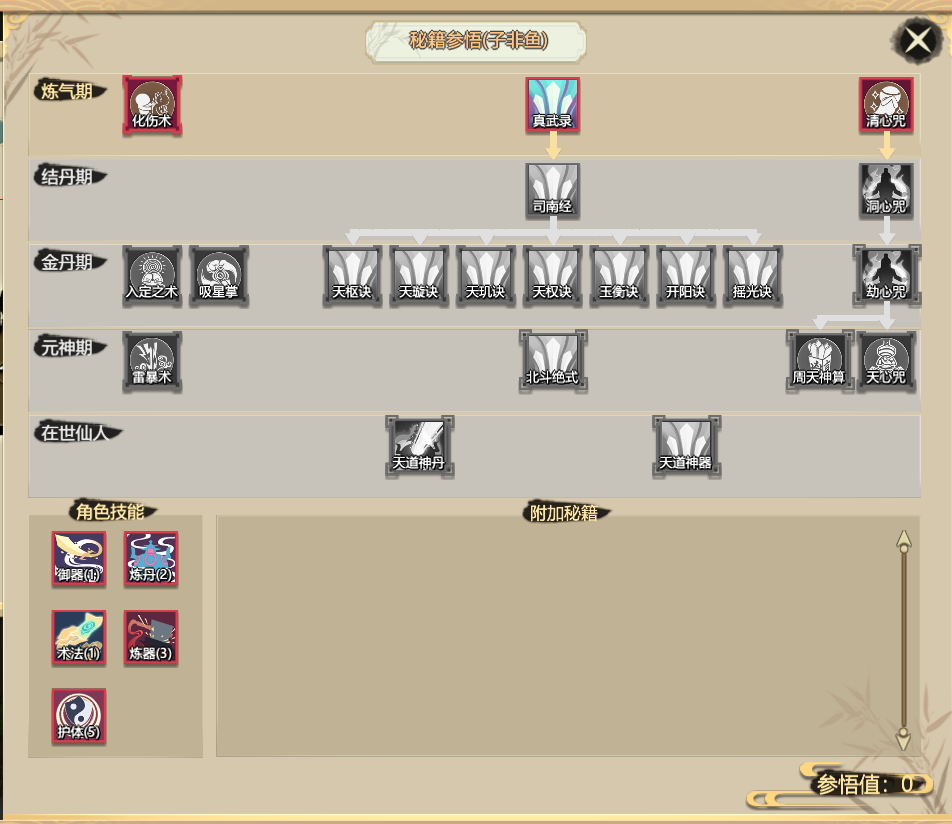 秘籍参悟(子非鱼)
炼气期
化伤术
真武录
清心咒
结丹期
司南经
洞心咒
金丹期
入定之术
吸星掌
天枢诀
天璇诀
天玑诀
天权诀
玉衡诀
开阳诀
摇光诀
劫心咒
元神期
雷暴术
北斗绝式
周天神算
天心咒
在世仙人
天道神丹
天道神器
角色技能
附加秘籍
御器(1)
炼丹(2)
术法(1)
炼器(3)
护体(5)
参悟值：0